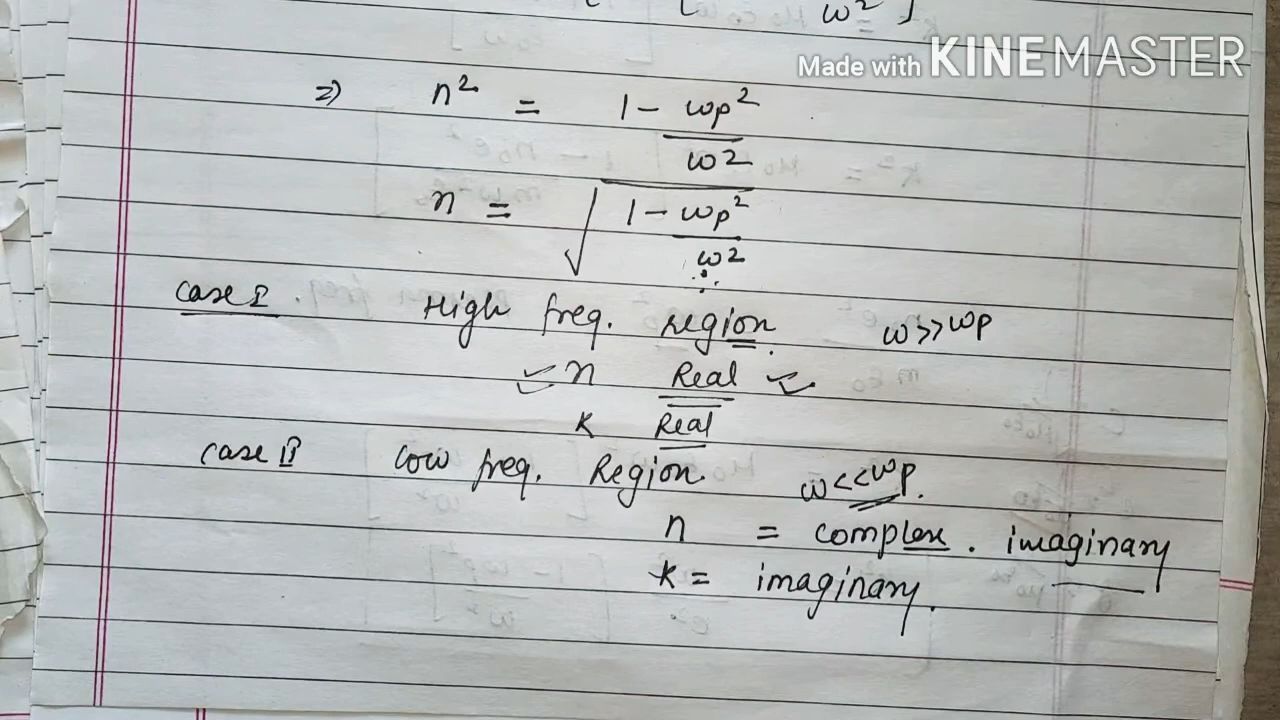 ω²]
Made with KINEMASTER
⇒ n² = 1 - ωp²
ω²
n = √ 1 - ωp²
ω²
Case I High freq. region. ω>>ωp
n Real
k Real
case II Low freq. Region. ω<<ωp.
n = complex. imaginary
k = imaginary.